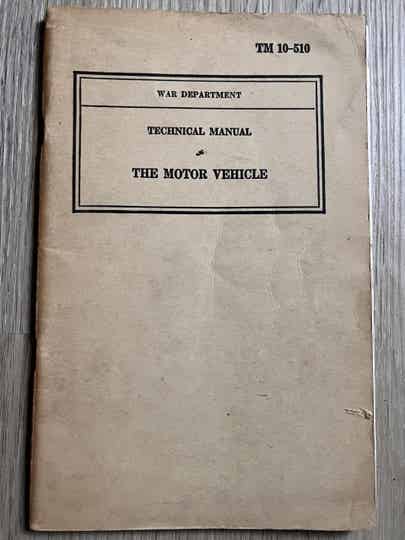 TM 10-510
WAR DEPARTMENT
TECHNICAL MANUAL
THE MOTOR VEHICLE